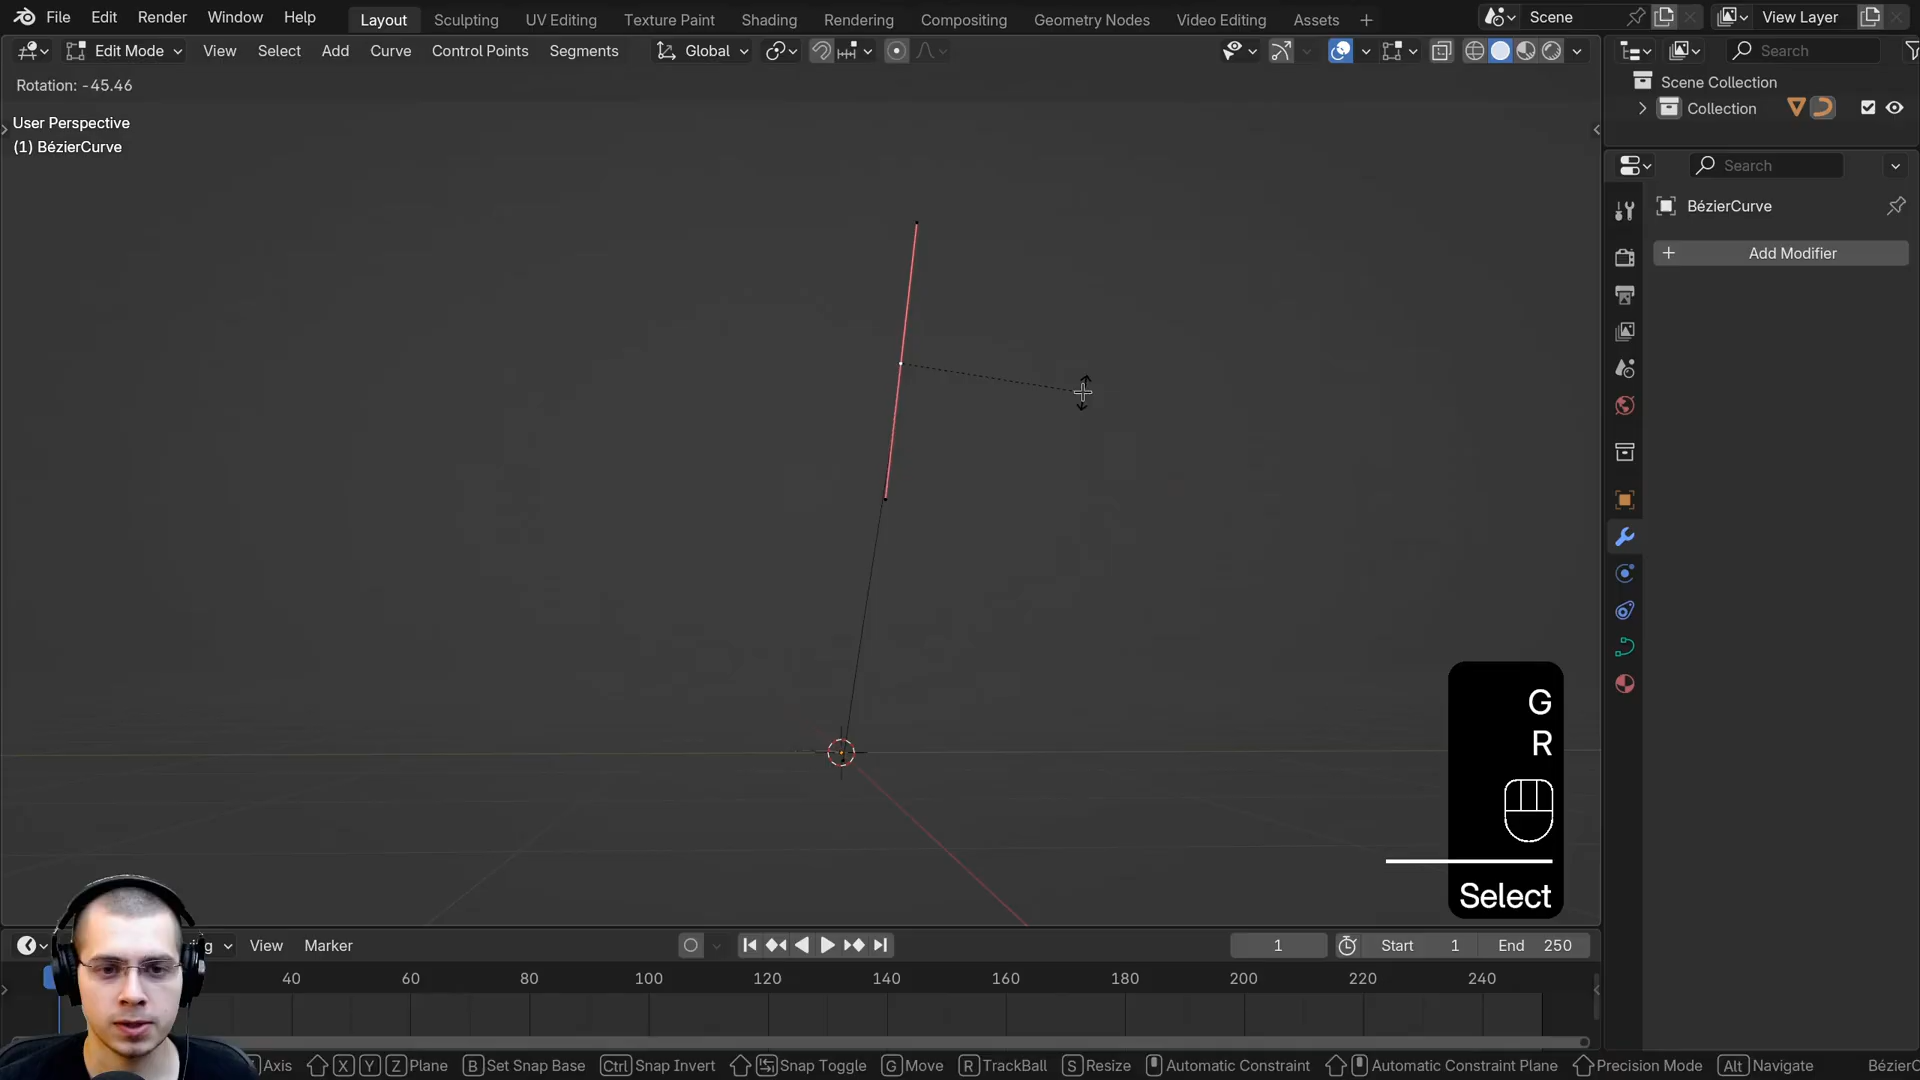 File Edit Render Window Help Layout Sculpting UV Editing Texture Paint Shading Rendering Compositing Geometry Nodes Video Editing Assets + Scene View Layer
Edit Mode View Select Add Curve Control Points Segments Global Search
Rotation: -45.46
User Perspective
(1) BézierCurve
Scene Collection
Collection
Search
BézierCurve
+ Add Modifier
G
R
Select
View Marker 1 Start 1 End 250
40 60 80 100 120 140 160 180 200 220 240
Axis X Y Z Plane B Set Snap Base Ctrl Snap Invert Snap Toggle G Move R TrackBall S Resize Automatic Constraint Automatic Constraint Plane Precision Mode Alt Navigate